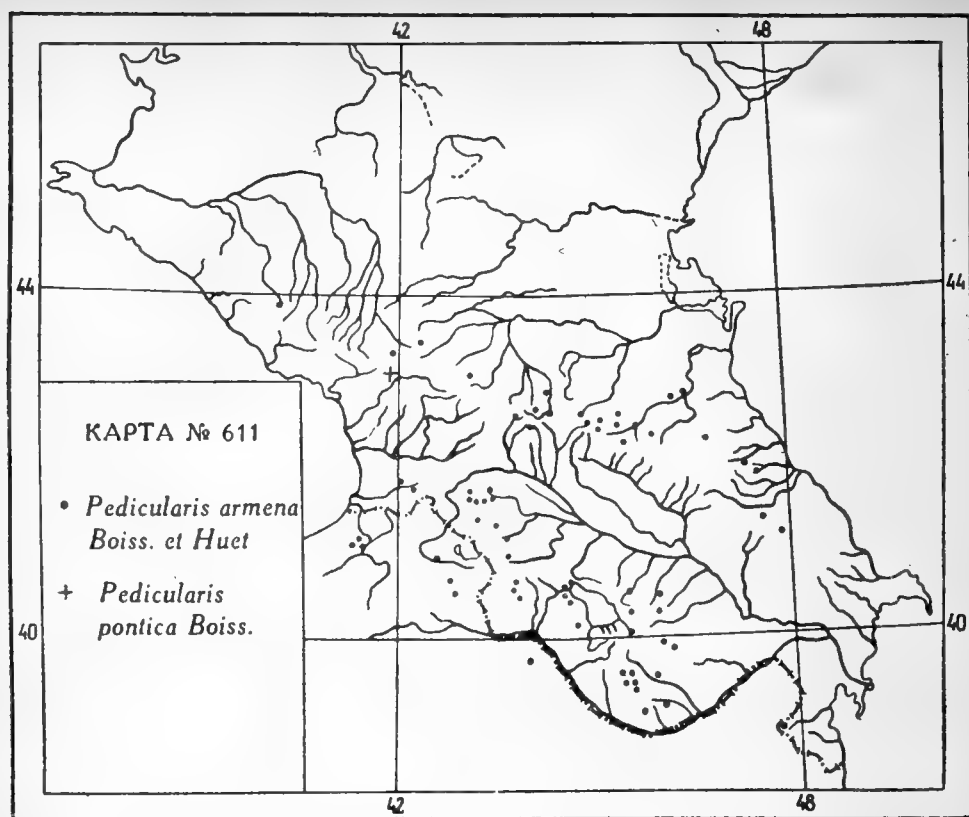 42 48
44 44
КАРТА № 611
• Pedicularis armena
Boiss. et Huet
+ Pedicularis
pontica Boiss.
40 40
42 48